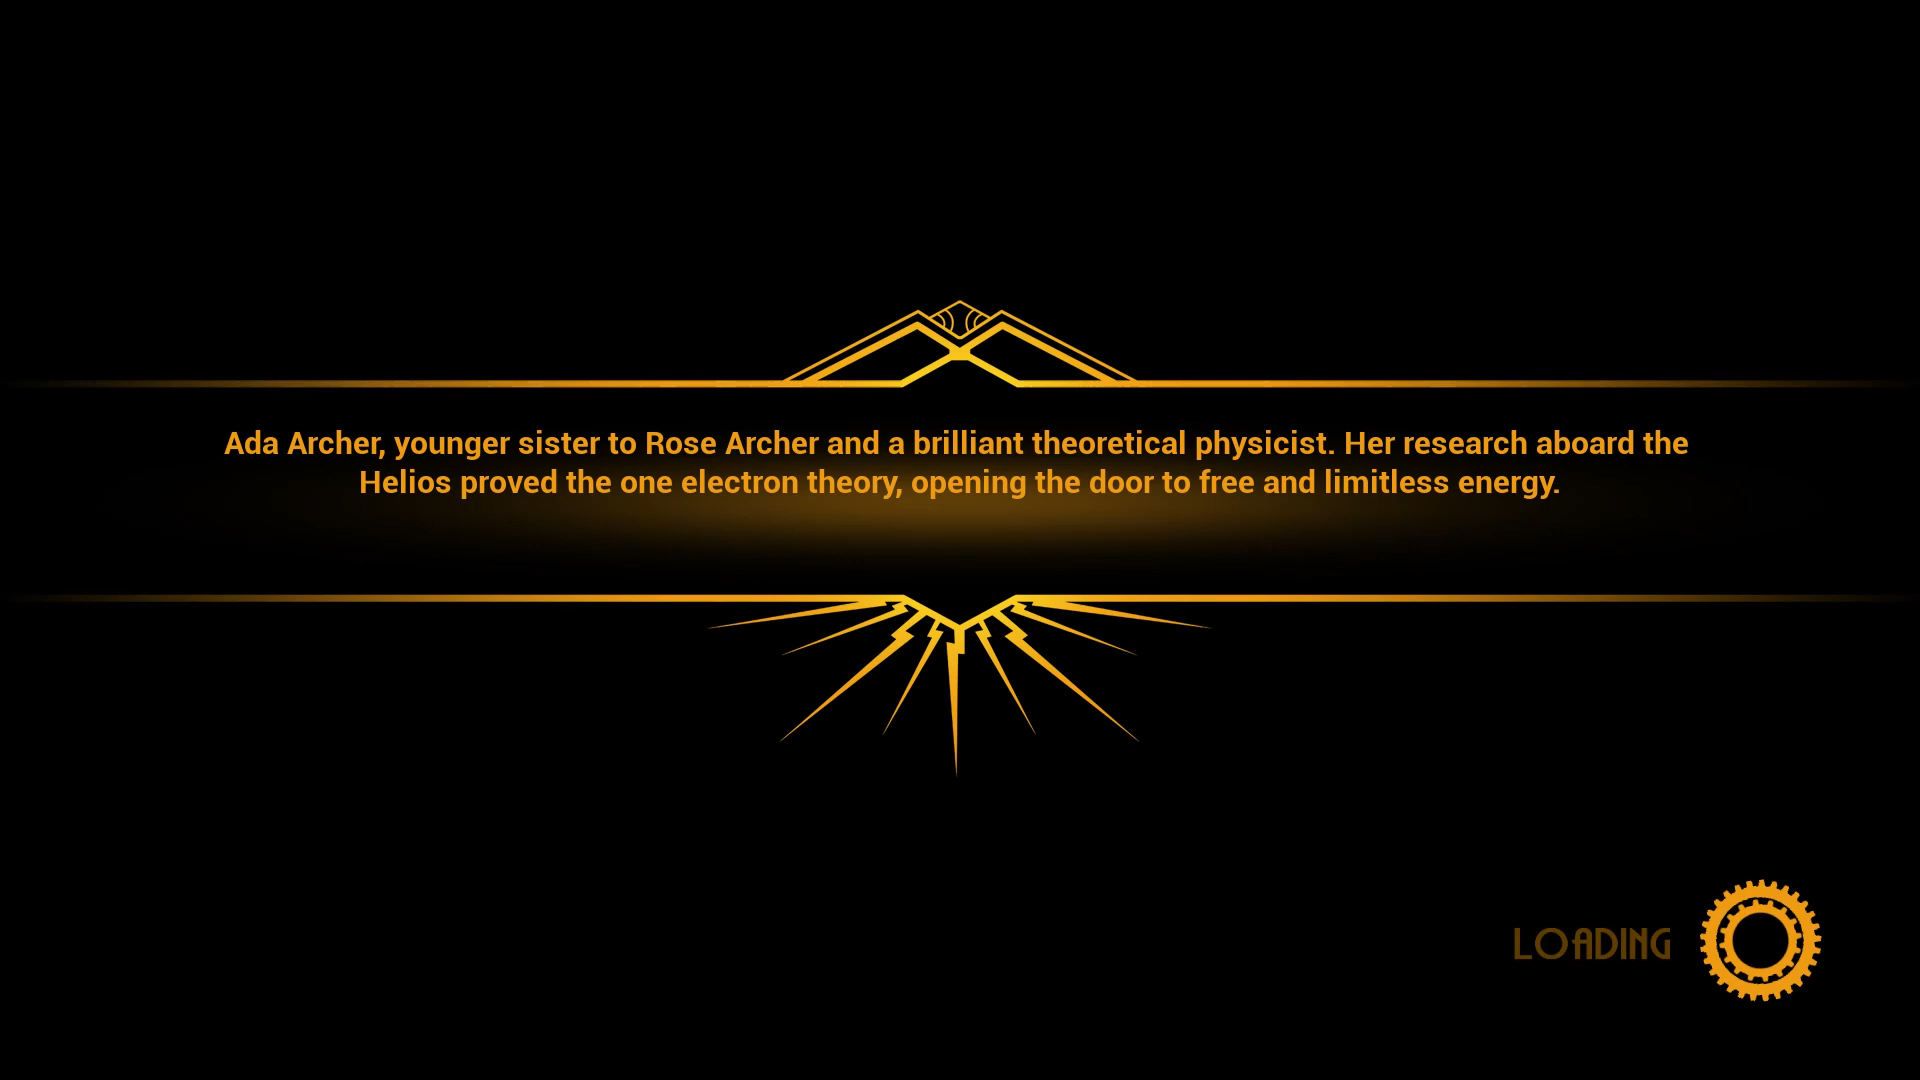 Ada Archer, younger sister to Rose Archer and a brilliant theoretical physicist. Her research aboard the
Helios proved the one electron theory, opening the door to free and limitless energy.
LOADING